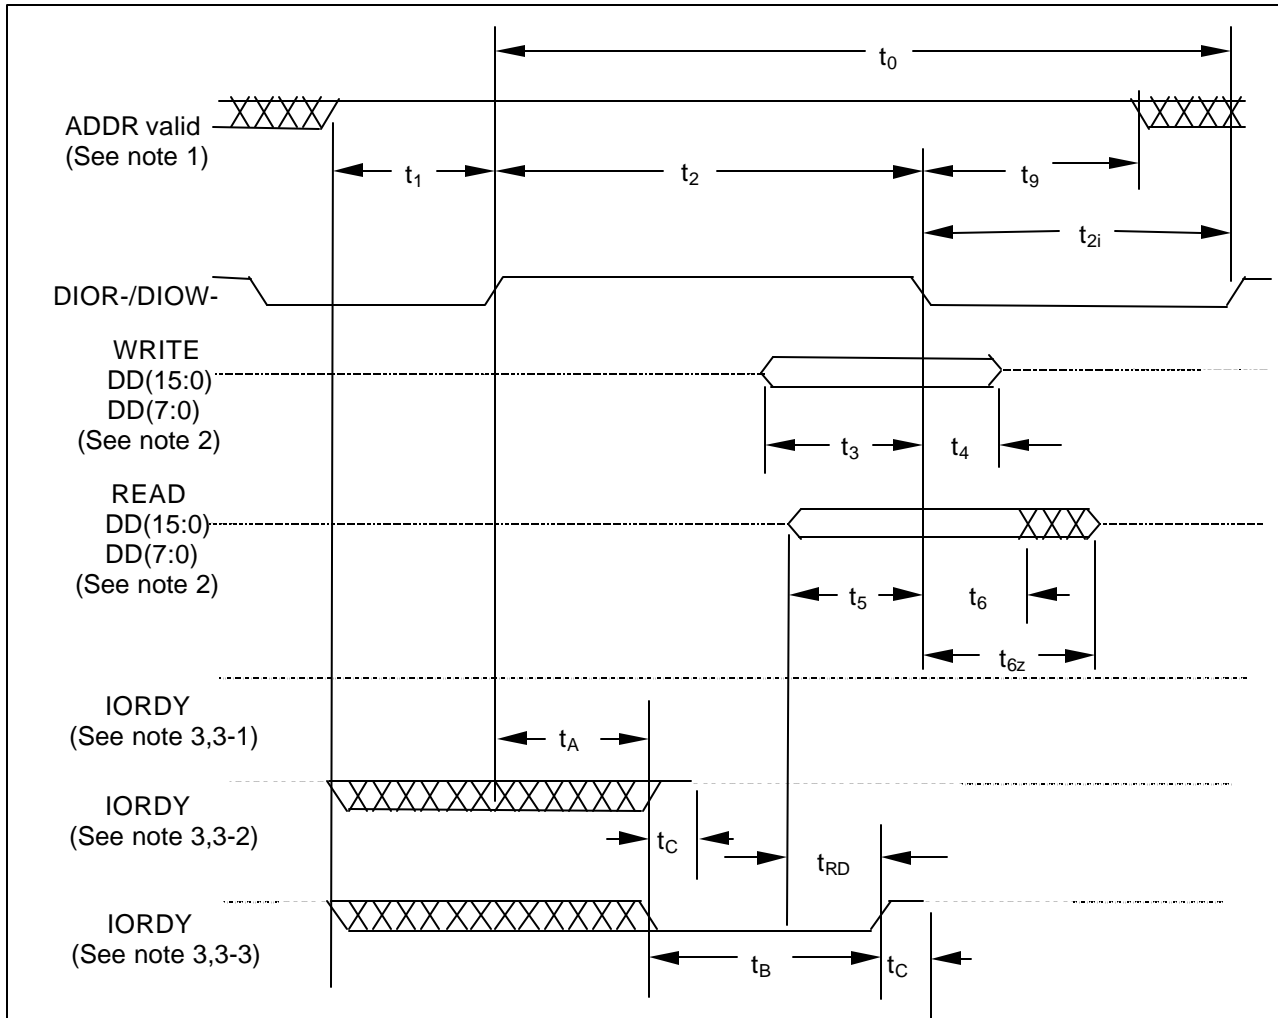 t0
ADDR valid
(See note 1)
t1
t2
t9
t2i
DIOR-/DIOW-
WRITE
DD(15:0)
DD(7:0)
(See note 2)
t3
t4
READ
DD(15:0)
DD(7:0)
(See note 2)
t5
t6
t6z
IORDY
(See note 3,3-1)
tA
IORDY
(See note 3,3-2)
tC
tRD
IORDY
(See note 3,3-3)
tB
tC